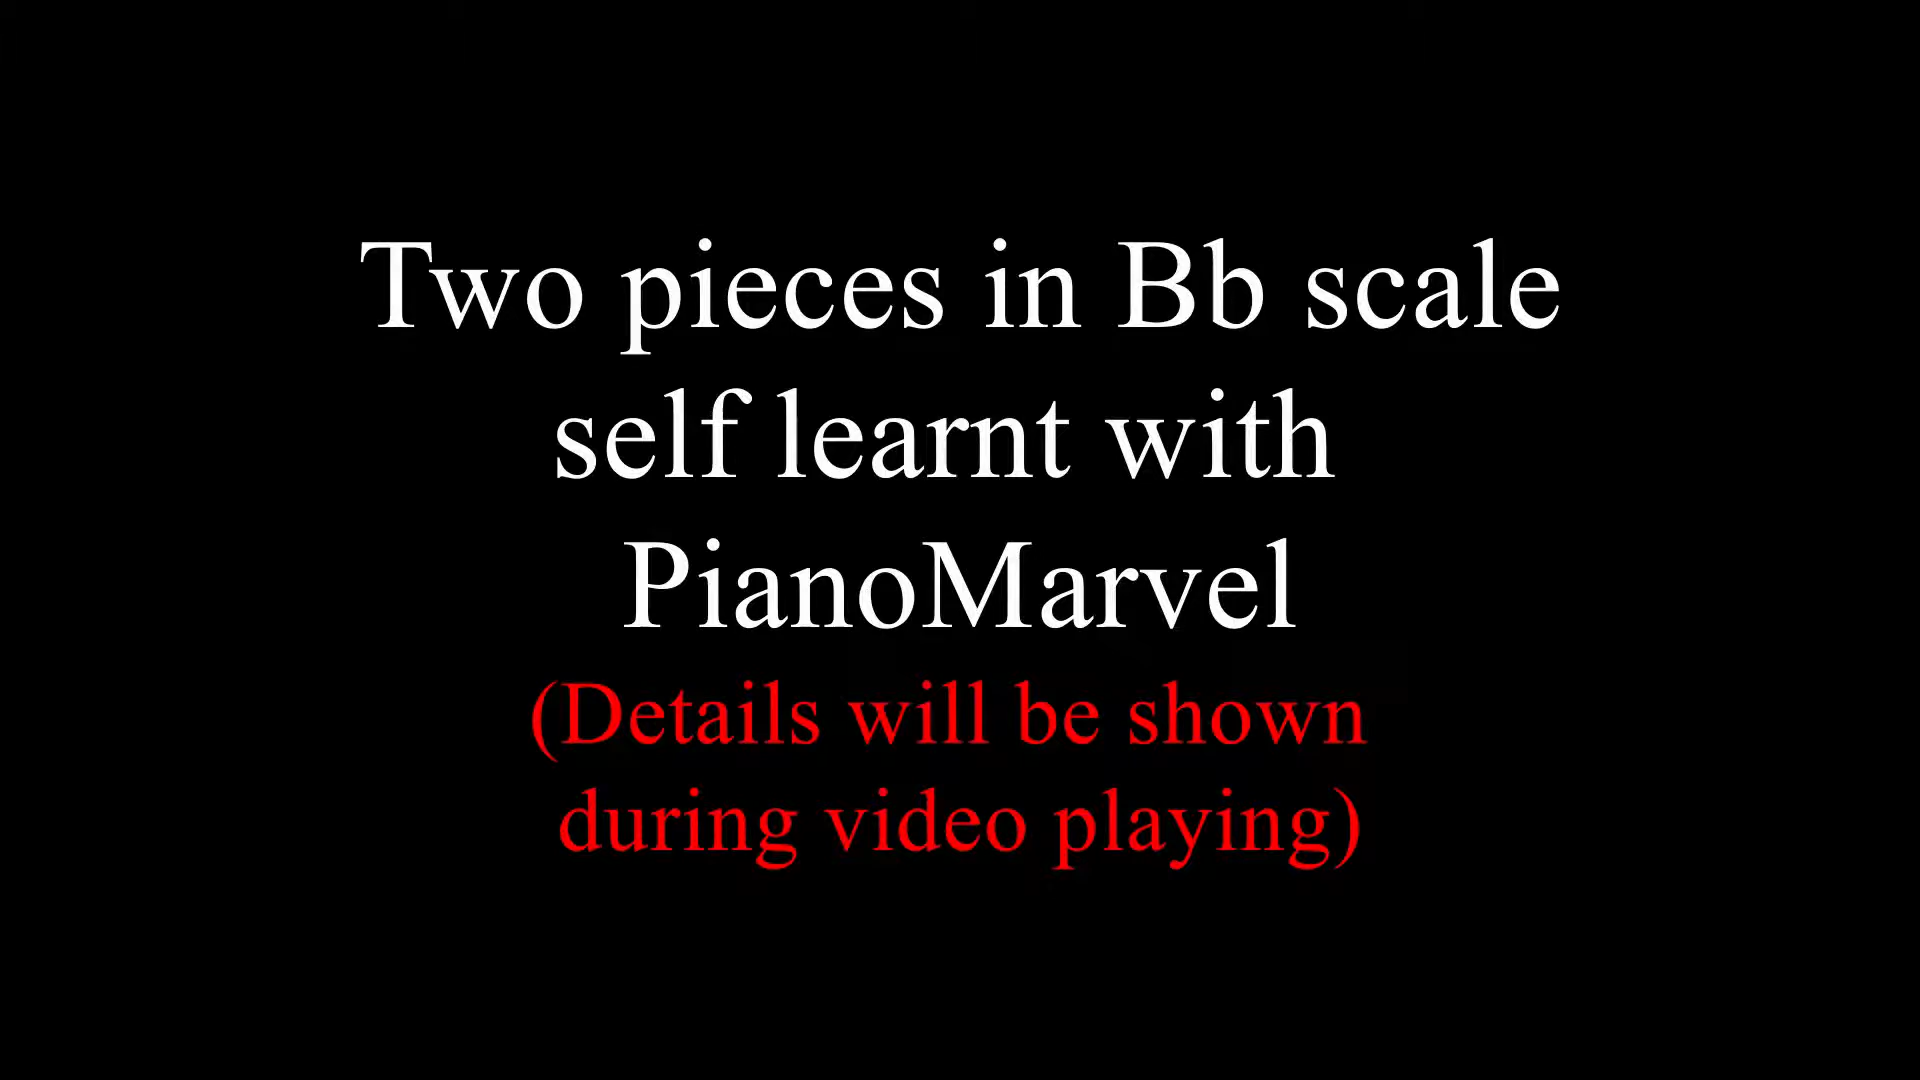 Two pieces in Bb scale
self learnt with
PianoMarvel
(Details will be shown
during video playing)